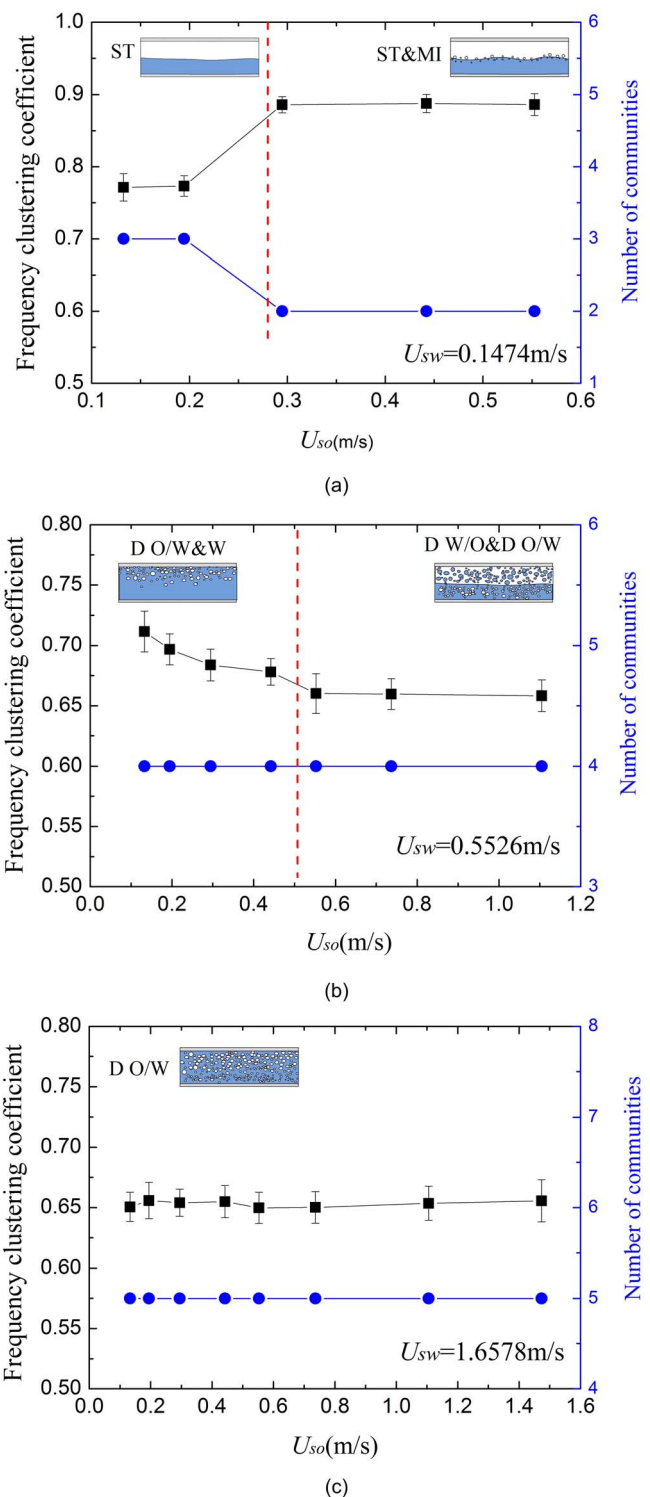 1.0
6
ST
ST&MI
0.9
5
0.8
4
0.7
3
0.6
2
0.5
1
Frequency clustering coefficient
Number of communities
Usw=0.1474m/s
0.1 0.2 0.3 0.4 0.5 0.6
Uso(m/s)
(a)
0.80
6
D O/W&W
D W/O&D O/W
0.75
0.70
5
0.65
0.60
4
0.55
0.50
3
Frequency clustering coefficient
Number of communities
Usw=0.5526m/s
0.0 0.2 0.4 0.6 0.8 1.0 1.2
Uso(m/s)
(b)
0.80
8
D O/W
0.75
7
0.70
0.65
6
0.60
0.55
5
0.50
4
Frequency clustering coefficient
Number of communities
Usw=1.6578m/s
0.0 0.2 0.4 0.6 0.8 1.0 1.2 1.4 1.6
Uso(m/s)
(c)